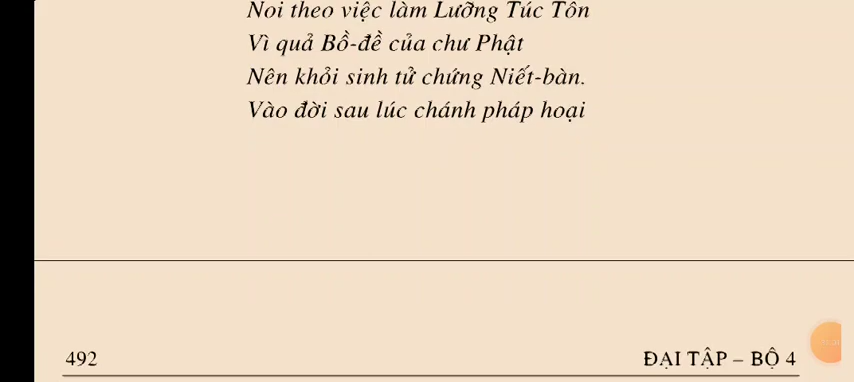 Noi theo việc làm Lưỡng Túc Tôn
Vì quả Bồ-đề của chư Phật
Nên khỏi sinh tử chứng Niết-bàn.
Vào đời sau lúc chánh pháp hoại
492
ĐẠI TẬP – BỘ 4